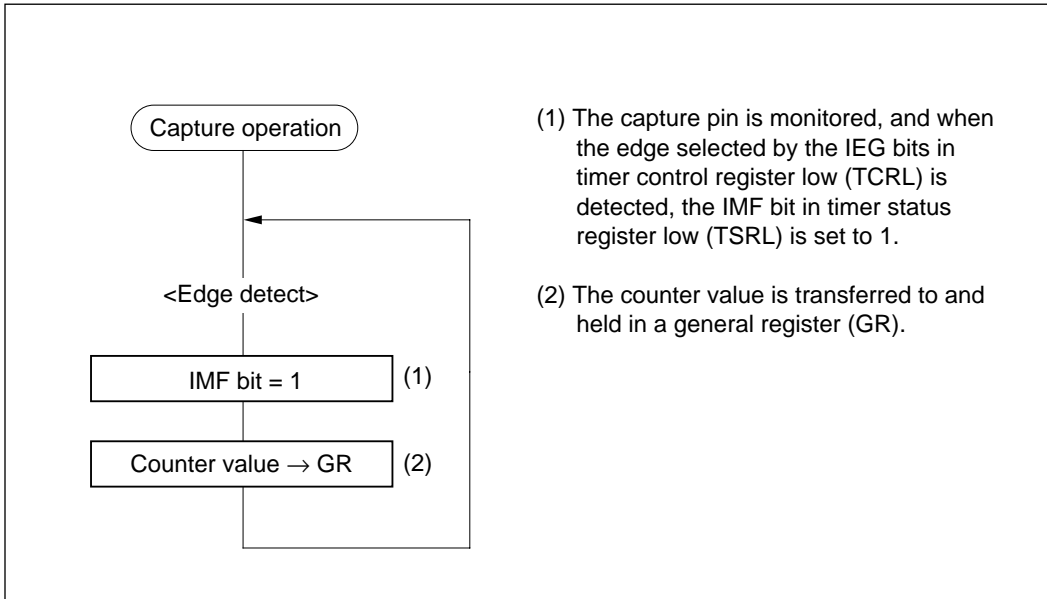 Capture operation
<Edge detect>
IMF bit = 1
(1)
Counter value → GR
(2)
(1) The capture pin is monitored, and when
the edge selected by the IEG bits in
timer control register low (TCRL) is
detected, the IMF bit in timer status
register low (TSRL) is set to 1.
(2) The counter value is transferred to and
held in a general register (GR).